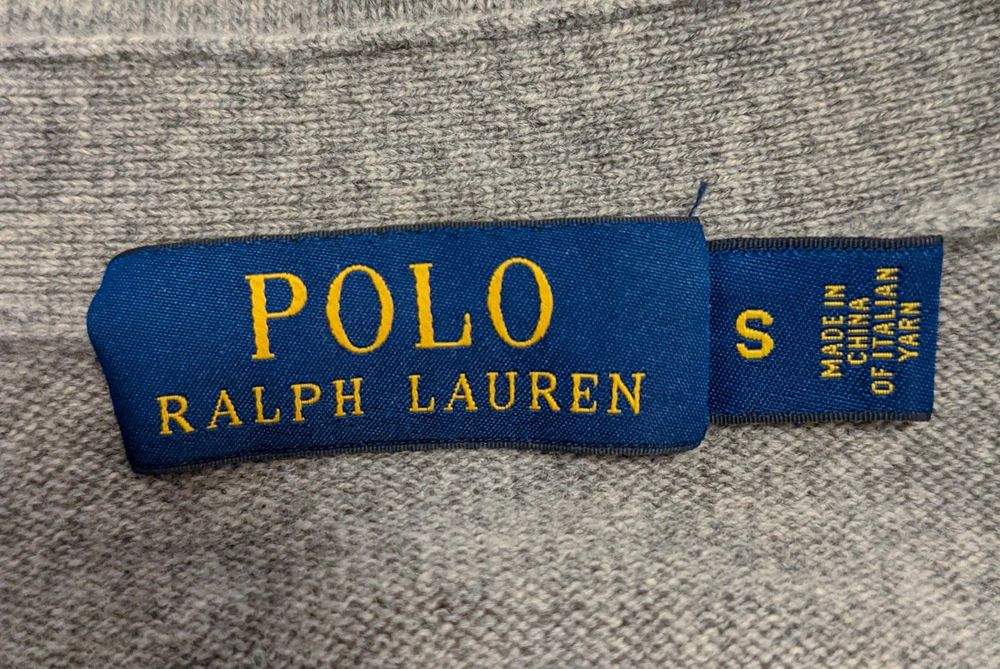 POLO
RALPH LAUREN
S
MADE IN
CHINA
OF ITALIAN
YARN